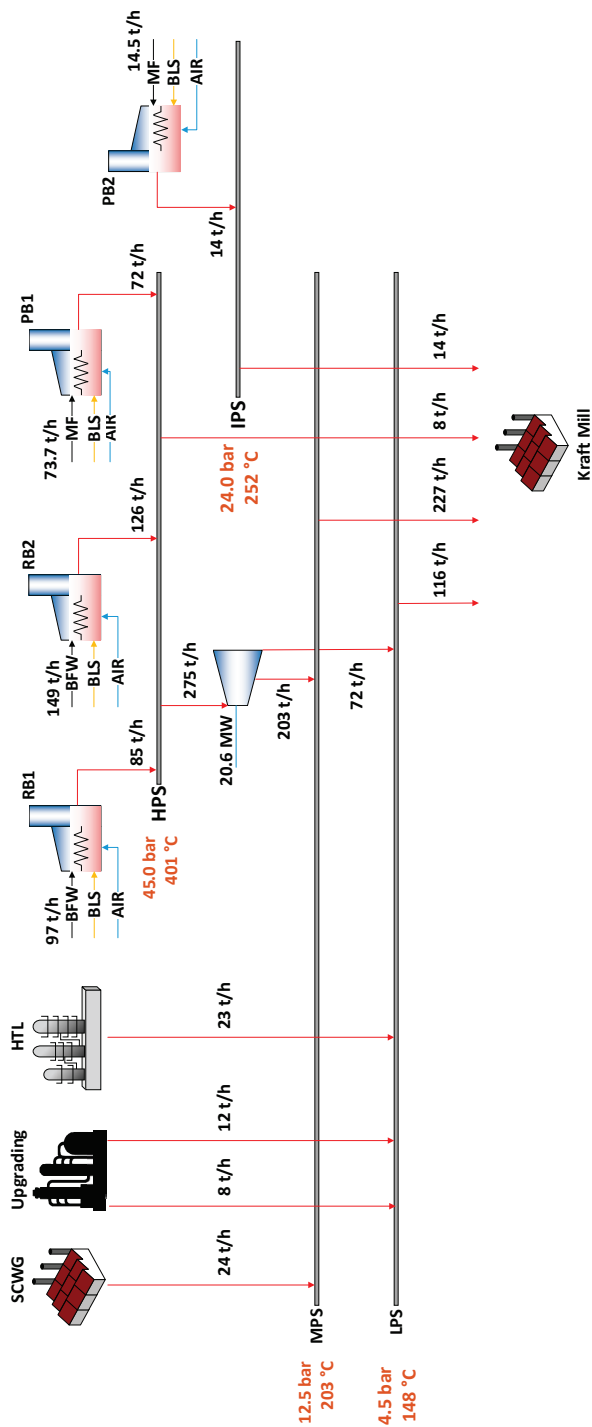 SCWG
Upgrading
HTL
RB1
RB2
PB1
PB2
97 t/h
BFW
BLS
AIR
149 t/h
BFW
BLS
AIR
73.7 t/h
MF
BLS
AIR
14.5 t/h
MF
BLS
AIR
85 t/h
126 t/h
72 t/h
14 t/h
HPS
45.0 bar
401 °C
IPS
24.0 bar
252 °C
275 t/h
20.6 MW
203 t/h
72 t/h
24 t/h
8 t/h
12 t/h
23 t/h
MPS
12.5 bar
203 °C
LPS
4.5 bar
148 °C
116 t/h
227 t/h
8 t/h
14 t/h
Kraft Mill